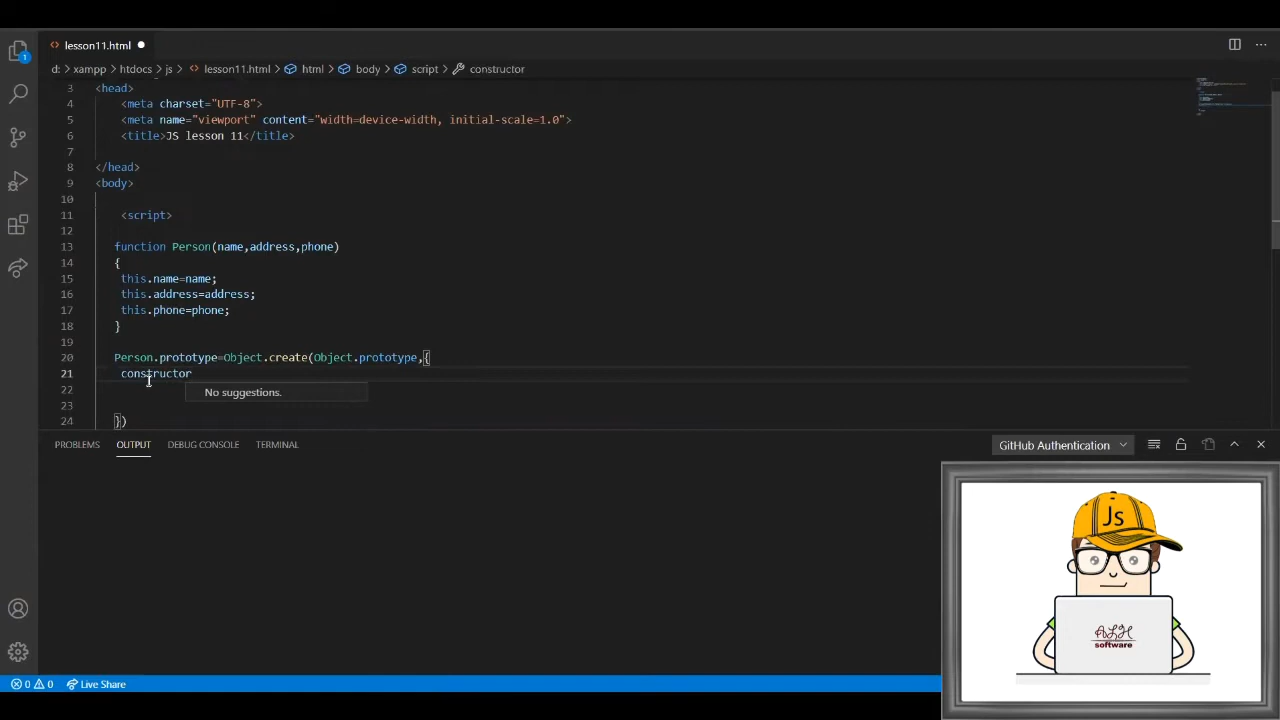 lesson11.html
d: > xampp > htdocs > js > lesson11.html > html > body > script > constructor
3 <head>
4 <meta charset="UTF-8">
5 <meta name="viewport" content="width=device-width, initial-scale=1.0">
6 <title>JS lesson 11</title>
7
8 </head>
9 <body>
10
11 <script>
12
13 function Person(name,address,phone)
14 {
15 this.name=name;
16 this.address=address;
17 this.phone=phone;
18 }
19
20 Person.prototype=Object.create(Object.prototype,{
21 constructor
22 No suggestions.
23
24 })
PROBLEMS OUTPUT DEBUG CONSOLE TERMINAL GitHub Authentication
Js
ALH
software
0 0 Live Share
1